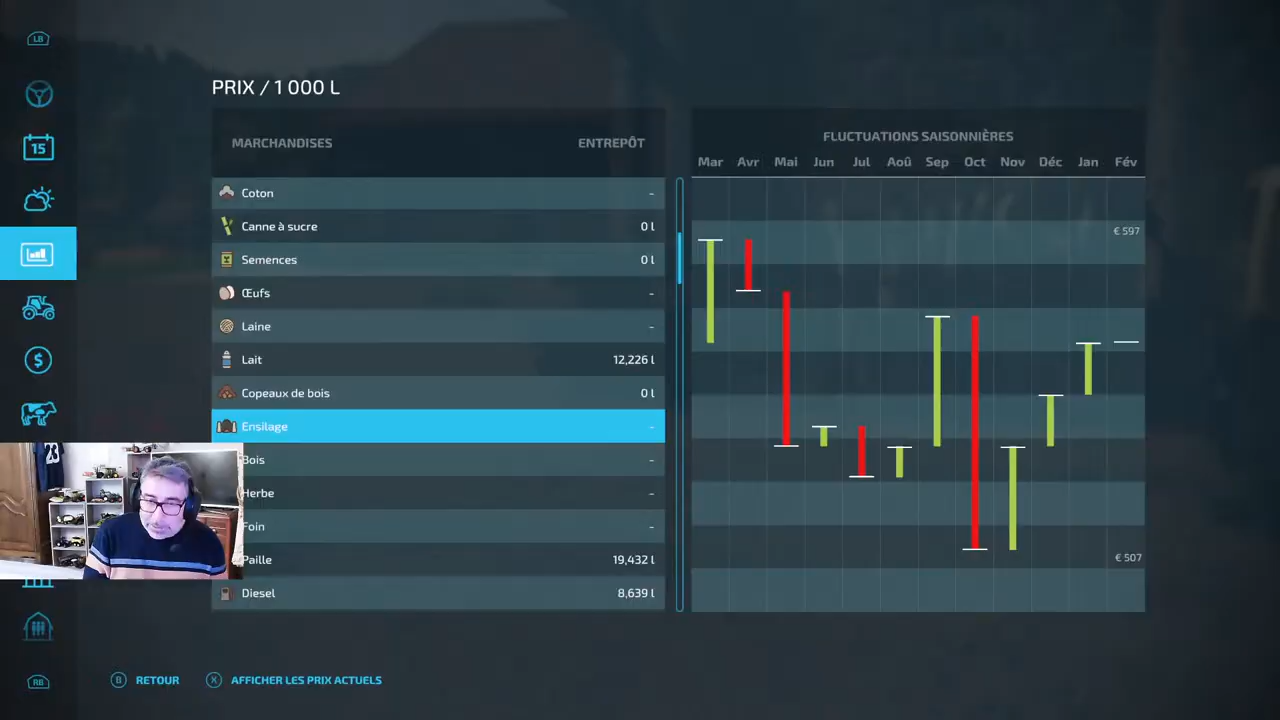 LB
PRIX / 1 000 L
MARCHANDISES ENTREPÔT
FLUCTUATIONS SAISONNIÈRES
Mar Avr Mai Jun Jul Aoû Sep Oct Nov Déc Jan Fév
15
Coton -
Canne à sucre 0 l
€ 597
Semences 0 l
Œufs -
Laine -
Lait 12,226 l
$
Copeaux de bois 0 l
Ensilage -
Bois -
Herbe -
Foin -
Paille 19,432 l
€ 507
Diesel 8,639 l
RB
B RETOUR X AFFICHER LES PRIX ACTUELS